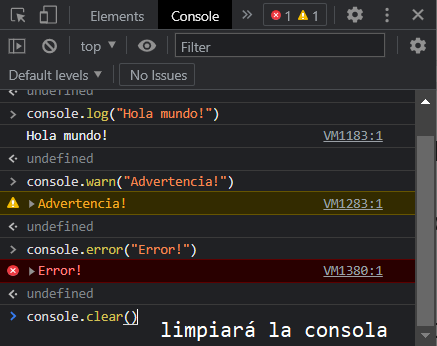 Elements Console » 1 1
top Filter
Default levels No Issues
undefined
console.log("Hola mundo!")
Hola mundo! VM1183:1
undefined
console.warn("Advertencia!")
Advertencia! VM1283:1
undefined
console.error("Error!")
Error! VM1380:1
undefined
console.clear()
limpiará la consola